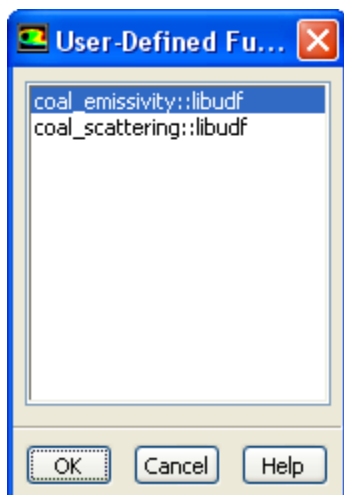 User-Defined Fu...
coal_emissivity::libudf
coal_scattering::libudf
OK Cancel Help